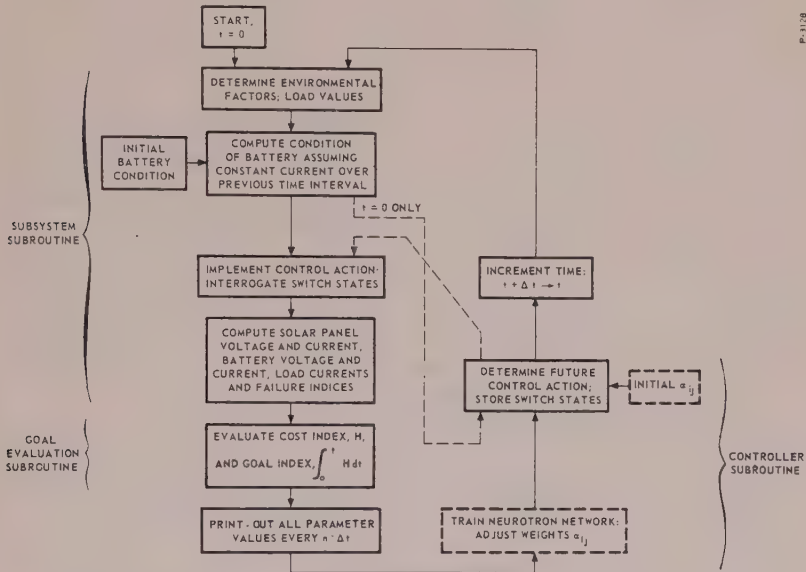 P-3128
START,
t = 0
DETERMINE ENVIRONMENTAL
FACTORS; LOAD VALUES
INITIAL
BATTERY
CONDITION
COMPUTE CONDITION
OF BATTERY ASSUMING
CONSTANT CURRENT OVER
PREVIOUS TIME INTERVAL
t = 0 ONLY
SUBSYSTEM
SUBROUTINE
IMPLEMENT CONTROL ACTION-
INTERROGATE SWITCH STATES
INCREMENT TIME:
t + Δ t → t
COMPUTE SOLAR PANEL
VOLTAGE AND CURRENT,
BATTERY VOLTAGE AND
CURRENT, LOAD CURRENTS
AND FAILURE INDICES
DETERMINE FUTURE
CONTROL ACTION;
STORE SWITCH STATES
INITIAL αij
GOAL
EVALUATION
SUBROUTINE
EVALUATE COST INDEX, H,
AND GOAL INDEX, ∫₀ᵗ H dt
CONTROLLER
SUBROUTINE
PRINT-OUT ALL PARAMETER
VALUES EVERY n · Δt
TRAIN NEUROTRON NETWORK:
ADJUST WEIGHTS αij